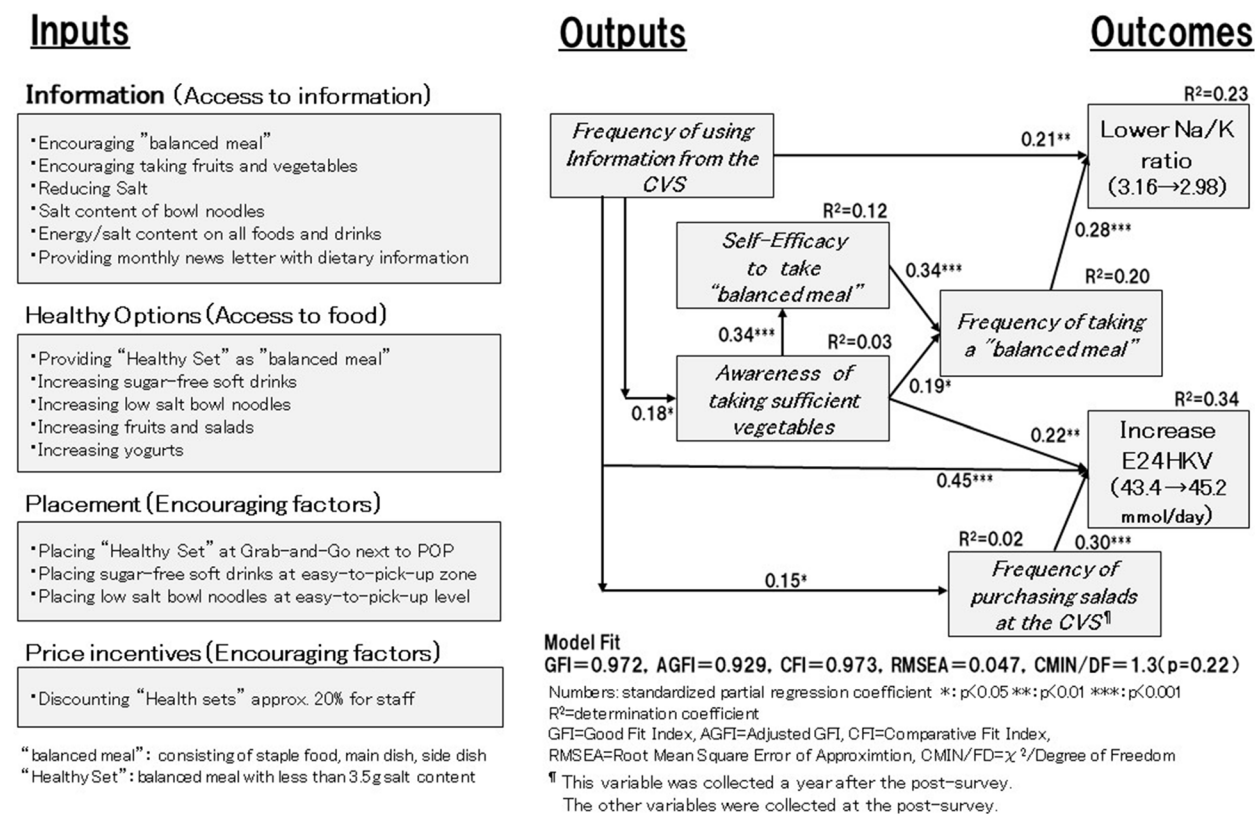 Inputs
Information (Access to information)
・Encouraging ”balanced meal”
・Encouraging taking fruits and vegetables
・Reducing Salt
・Salt content of bowl noodles
・Energy/salt content on all foods and drinks
・Providing monthly news letter with dietary information
Healthy Options (Access to food)
・Providing “Healthy Set” as ”balanced meal”
・Increasing sugar-free soft drinks
・Increasing low salt bowl noodles
・Increasing fruits and salads
・Increasing yogurts
Placement (Encouraging factors)
・Placing “Healthy Set” at Grab-and-Go next to POP
・Placing sugar-free soft drinks at easy-to-pick-up zone
・Placing low salt bowl noodles at easy-to-pick-up level
Price incentives (Encouraging factors)
・Discounting “Health sets” approx. 20% for staff
“balanced meal”: consisting of staple food, main dish, side dish
“Healthy Set”: balanced meal with less than 3.5g salt content
Outputs
Outcomes
Frequency of using
Information from the
CVS
0.21**
R²=0.23
Lower Na/K
ratio
(3.16→2.98)
R²=0.12
Self-Efficacy
to take
“balanced meal”
0.34***
0.28***
R²=0.20
Frequency of taking
a “balanced meal”
0.34***
R²=0.03
Awareness of
taking sufficient
vegetables
0.18*
0.19*
0.22**
R²=0.34
Increase
E24HKV
(43.4→45.2
mmol/day)
0.45***
R²=0.02
0.30***
0.15*
Frequency of
purchasing salads
at the CVS¶
Model Fit
GFI=0.972, AGFI=0.929, CFI=0.973, RMSEA=0.047, CMIN/DF=1.3(p=0.22)
Numbers: standardized partial regression coefficient *:p<0.05 **:p<0.01 ***:p<0.001
R²=determination coefficient
GFI=Good Fit Index, AGFI=Adjusted GFI, CFI=Comparative Fit Index,
RMSEA=Root Mean Square Error of Approximtion, CMIN/FD=χ²/Degree of Freedom
¶ This variable was collected a year after the post-survey.
The other variables were collected at the post-survey.